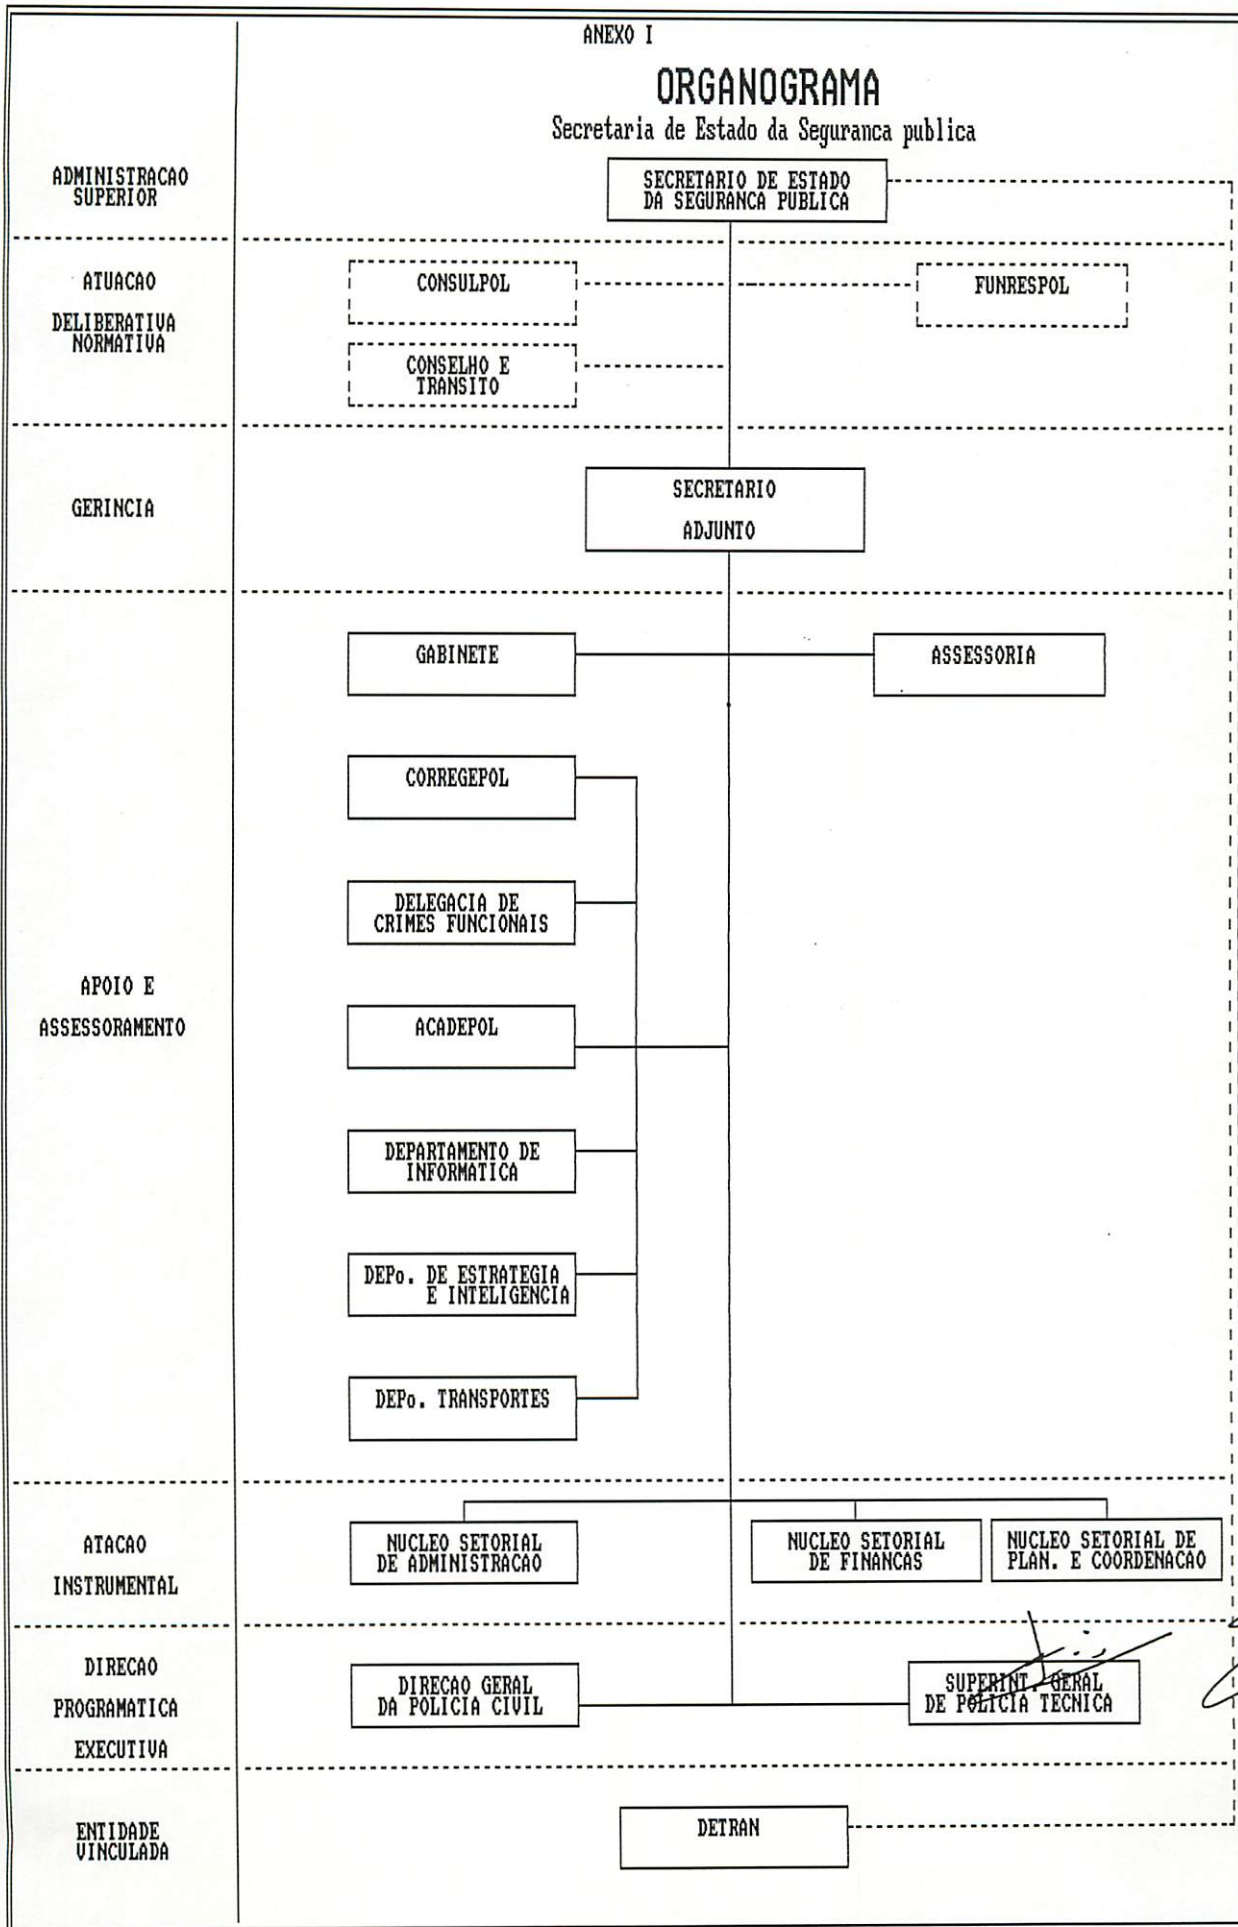 ANEXO I
ORGANOGRAMA
Secretaria de Estado da Seguranca publica
ADMINISTRACAO
SUPERIOR
SECRETARIO DE ESTADO
DA SEGURANCA PUBLICA
ATUACAO
DELIBERATIVA
NORMATIVA
CONSULPOL
FUNRESPOL
CONSELHO E
TRANSITO
GERINCIA
SECRETARIO
ADJUNTO
APOIO E
ASSESSORAMENTO
GABINETE
ASSESSORIA
CORREGEPOL
DELEGACIA DE
CRIMES FUNCIONAIS
ACADEPOL
DEPARTAMENTO DE
INFORMATICA
DEPo. DE ESTRATEGIA
E INTELIGENCIA
DEPo. TRANSPORTES
ATACAO
INSTRUMENTAL
NUCLEO SETORIAL
DE ADMINISTRACAO
NUCLEO SETORIAL
DE FINANCAS
NUCLEO SETORIAL DE
PLAN. E COORDENACAO
DIRECAO
PROGRAMATICA
EXECUTIVA
DIRECAO GERAL
DA POLICIA CIVIL
SUPERINT. GERAL
DE POLICIA TECNICA
ENTIDADE
VINCULADA
DETRAN